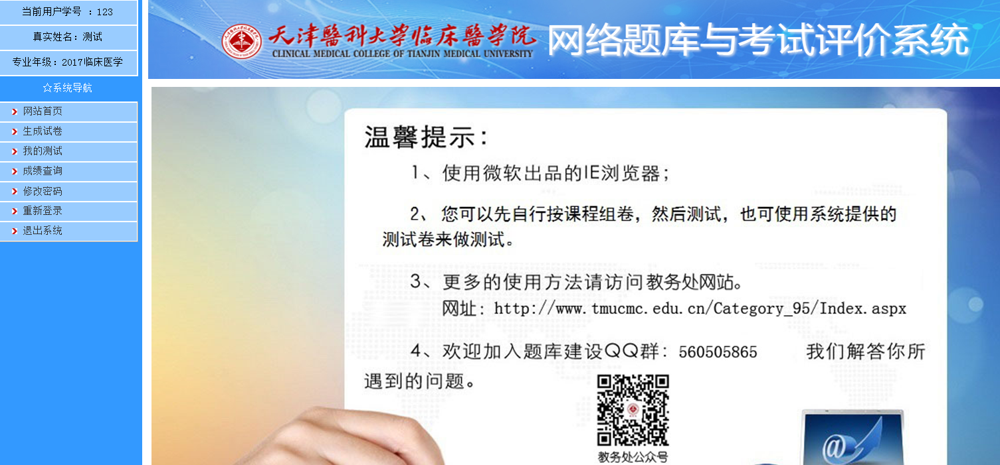 当前用户学号 ：123
真实姓名：测试
专业年级：2017临床医学
☆系统导航
网站首页
生成试卷
我的测试
成绩查询
修改密码
重新登录
退出系统
天津醫科大学临床醫学院
CLINICAL MEDICAL COLLEGE OF TIANJIN MEDICAL UNIVERSITY
网络题库与考试评价系统
温馨提示：
1、使用微软出品的IE浏览器；
2、 您可以先自行按课程组卷，然后测试，也可使用系统提供的
测试卷来做测试。
3、更多的使用方法请访问教务处网站。
网址：http://www.tmucmc.edu.cn/Category_95/Index.aspx
4、欢迎加入题库建设QQ群：560505865 我们解答你所
遇到的问题。
教务处公众号
@